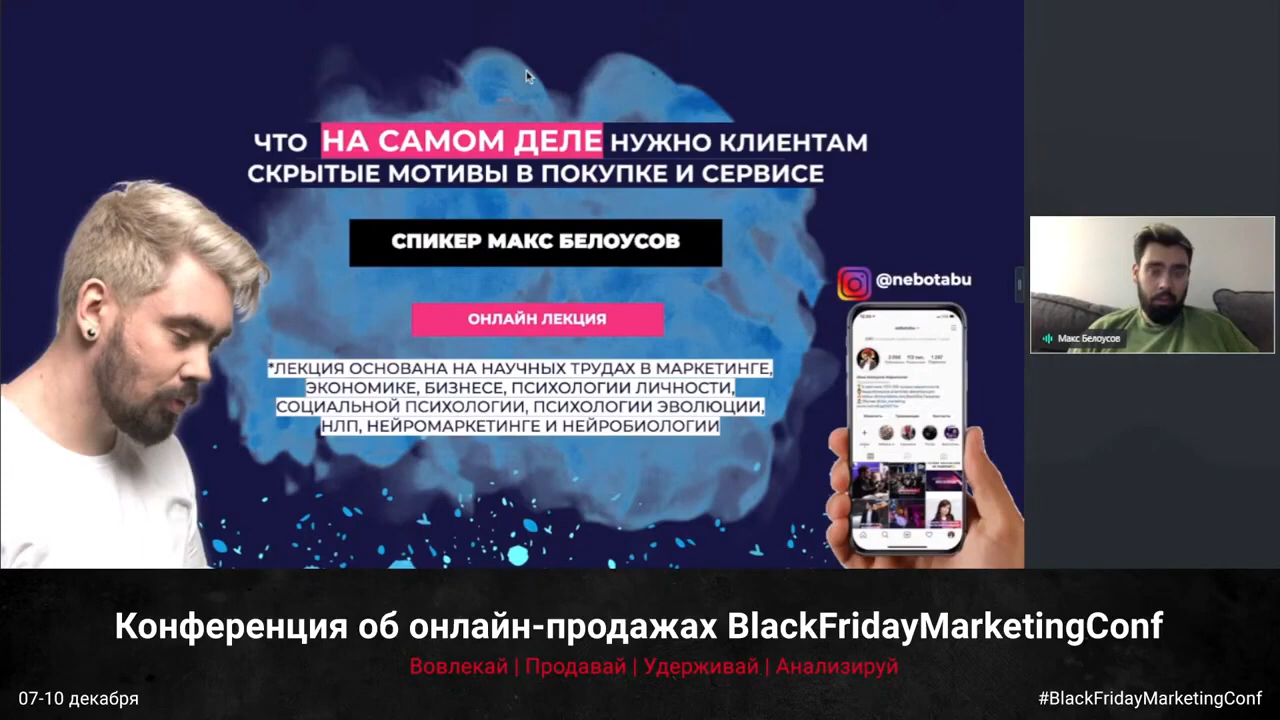 ЧТО НА САМОМ ДЕЛЕ НУЖНО КЛИЕНТАМ
СКРЫТЫЕ МОТИВЫ В ПОКУПКЕ И СЕРВИСЕ
СПИКЕР МАКС БЕЛОУСОВ
@nebotabu
ОНЛАЙН ЛЕКЦИЯ
*ЛЕКЦИЯ ОСНОВАНА НА НАУЧНЫХ ТРУДАХ В МАРКЕТИНГЕ,
ЭКОНОМИКЕ, БИЗНЕСЕ, ПСИХОЛОГИИ ЛИЧНОСТИ,
СОЦИАЛЬНОЙ ПСИХОЛОГИИ, ПСИХОЛОГИИ ЭВОЛЮЦИИ,
НЛП, НЕЙРОМАРКЕТИНГЕ И НЕЙРОБИОЛОГИИ
Макс Белоусов
Конференция об онлайн-продажах BlackFridayMarketingConf
Вовлекай | Продавай | Удерживай | Анализируй
07-10 декабря
#BlackFridayMarketingConf